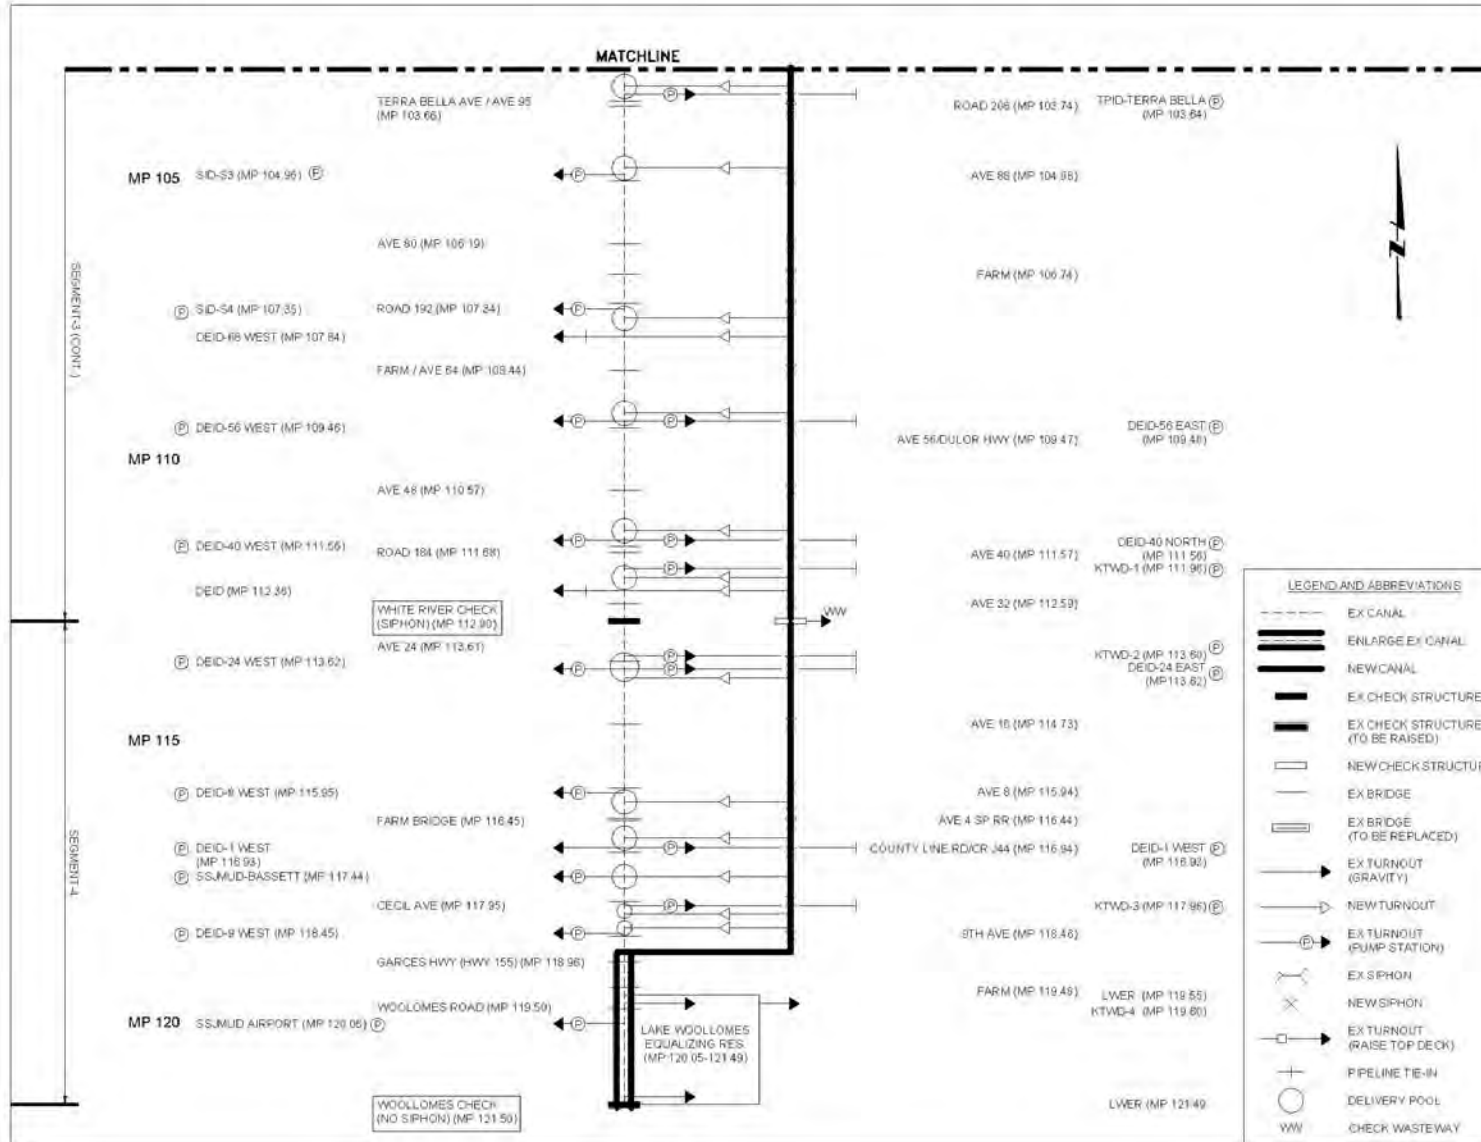 MATCHLINE
TERRA BELLA AVE / AVE 95
(MP 103.66)
ROAD 208 (MP 103.74)
TPID-TERRA BELLA (P)
(MP 103.64)
P
MP 105
SID-S3 (MP 104.96) (P)
P
AVE 88 (MP 104.98)
N
AVE 80 (MP 106.19)
FARM (MP 106.74)
SEGMENT-3 (CONT.)
(P) SID-S4 (MP 107.35)
ROAD 192 (MP 107.34)
P
DEID-68 WEST (MP 107.84)
FARM / AVE 64 (MP 108.44)
(P) DEID-56 WEST (MP 109.46)
P P
AVE 56/DULOR HWY (MP 109.47)
DEID-56 EAST (P)
(MP 109.46)
MP 110
AVE 48 (MP 110.57)
(P) DEID-40 WEST (MP 111.56)
ROAD 184 (MP 111.68)
P P
AVE 40 (MP 111.57)
DEID-40 NORTH (P)
(MP 111.56)
KTWD-1 (MP 111.96) (P)
P
DEID (MP 112.36)
AVE 32 (MP 112.59)
WHITE RIVER CHECK
(SIPHON) (MP 112.90)
WW
AVE 24 (MP 113.61)
(P) DEID-24 WEST (MP 113.62)
P
P P
KTWD-2 (MP 113.60) (P)
DEID-24 EAST
(MP113.62) (P)
AVE 16 (MP 114.73)
MP 115
(P) DEID-8 WEST (MP 115.95)
P
AVE 8 (MP 115.94)
FARM BRIDGE (MP 116.45)
AVE 4 SP RR (MP 116.44)
SEGMENT-4
(P) DEID-1 WEST
(MP 116.93)
P P
COUNTY LINE RD/CR J44 (MP 116.94)
DEID-1 WEST (P)
(MP 116.93)
(P) SSJMUD-BASSETT (MP 117.44)
P
CECIL AVE (MP 117.95)
P
KTWD-3 (MP 117.96) (P)
(P) DEID-9 WEST (MP 118.45)
P
9TH AVE (MP 118.46)
GARCES HWY (HWY 155) (MP 118.96)
FARM (MP 119.48)
LWER (MP 119.55)
KTWD-4 (MP 119.60)
WOOLOMES ROAD (MP 119.50)
MP 120
SSJMUD AIRPORT (MP 120.06) (P)
P
LAKE WOOLLOMES
EQUALIZING RES.
(MP 120.05-121.49)
WOOLLOMES CHECK
(NO SIPHON) (MP 121.50)
LWER (MP 121.49
LEGEND AND ABBREVIATIONS
EX CANAL
ENLARGE EX CANAL
NEW CANAL
EX CHECK STRUCTURE
EX CHECK STRUCTURE
(TO BE RAISED)
NEW CHECK STRUCTURE
EX BRIDGE
EX BRIDGE
(TO BE REPLACED)
EX TURNOUT
(GRAVITY)
NEW TURNOUT
P
EX TURNOUT
(PUMP STATION)
EX SIPHON
NEW SIPHON
EX TURNOUT
(RAISE TOP DECK)
PIPELINE TIE-IN
DELIVERY POOL
WW CHECK WASTEWAY